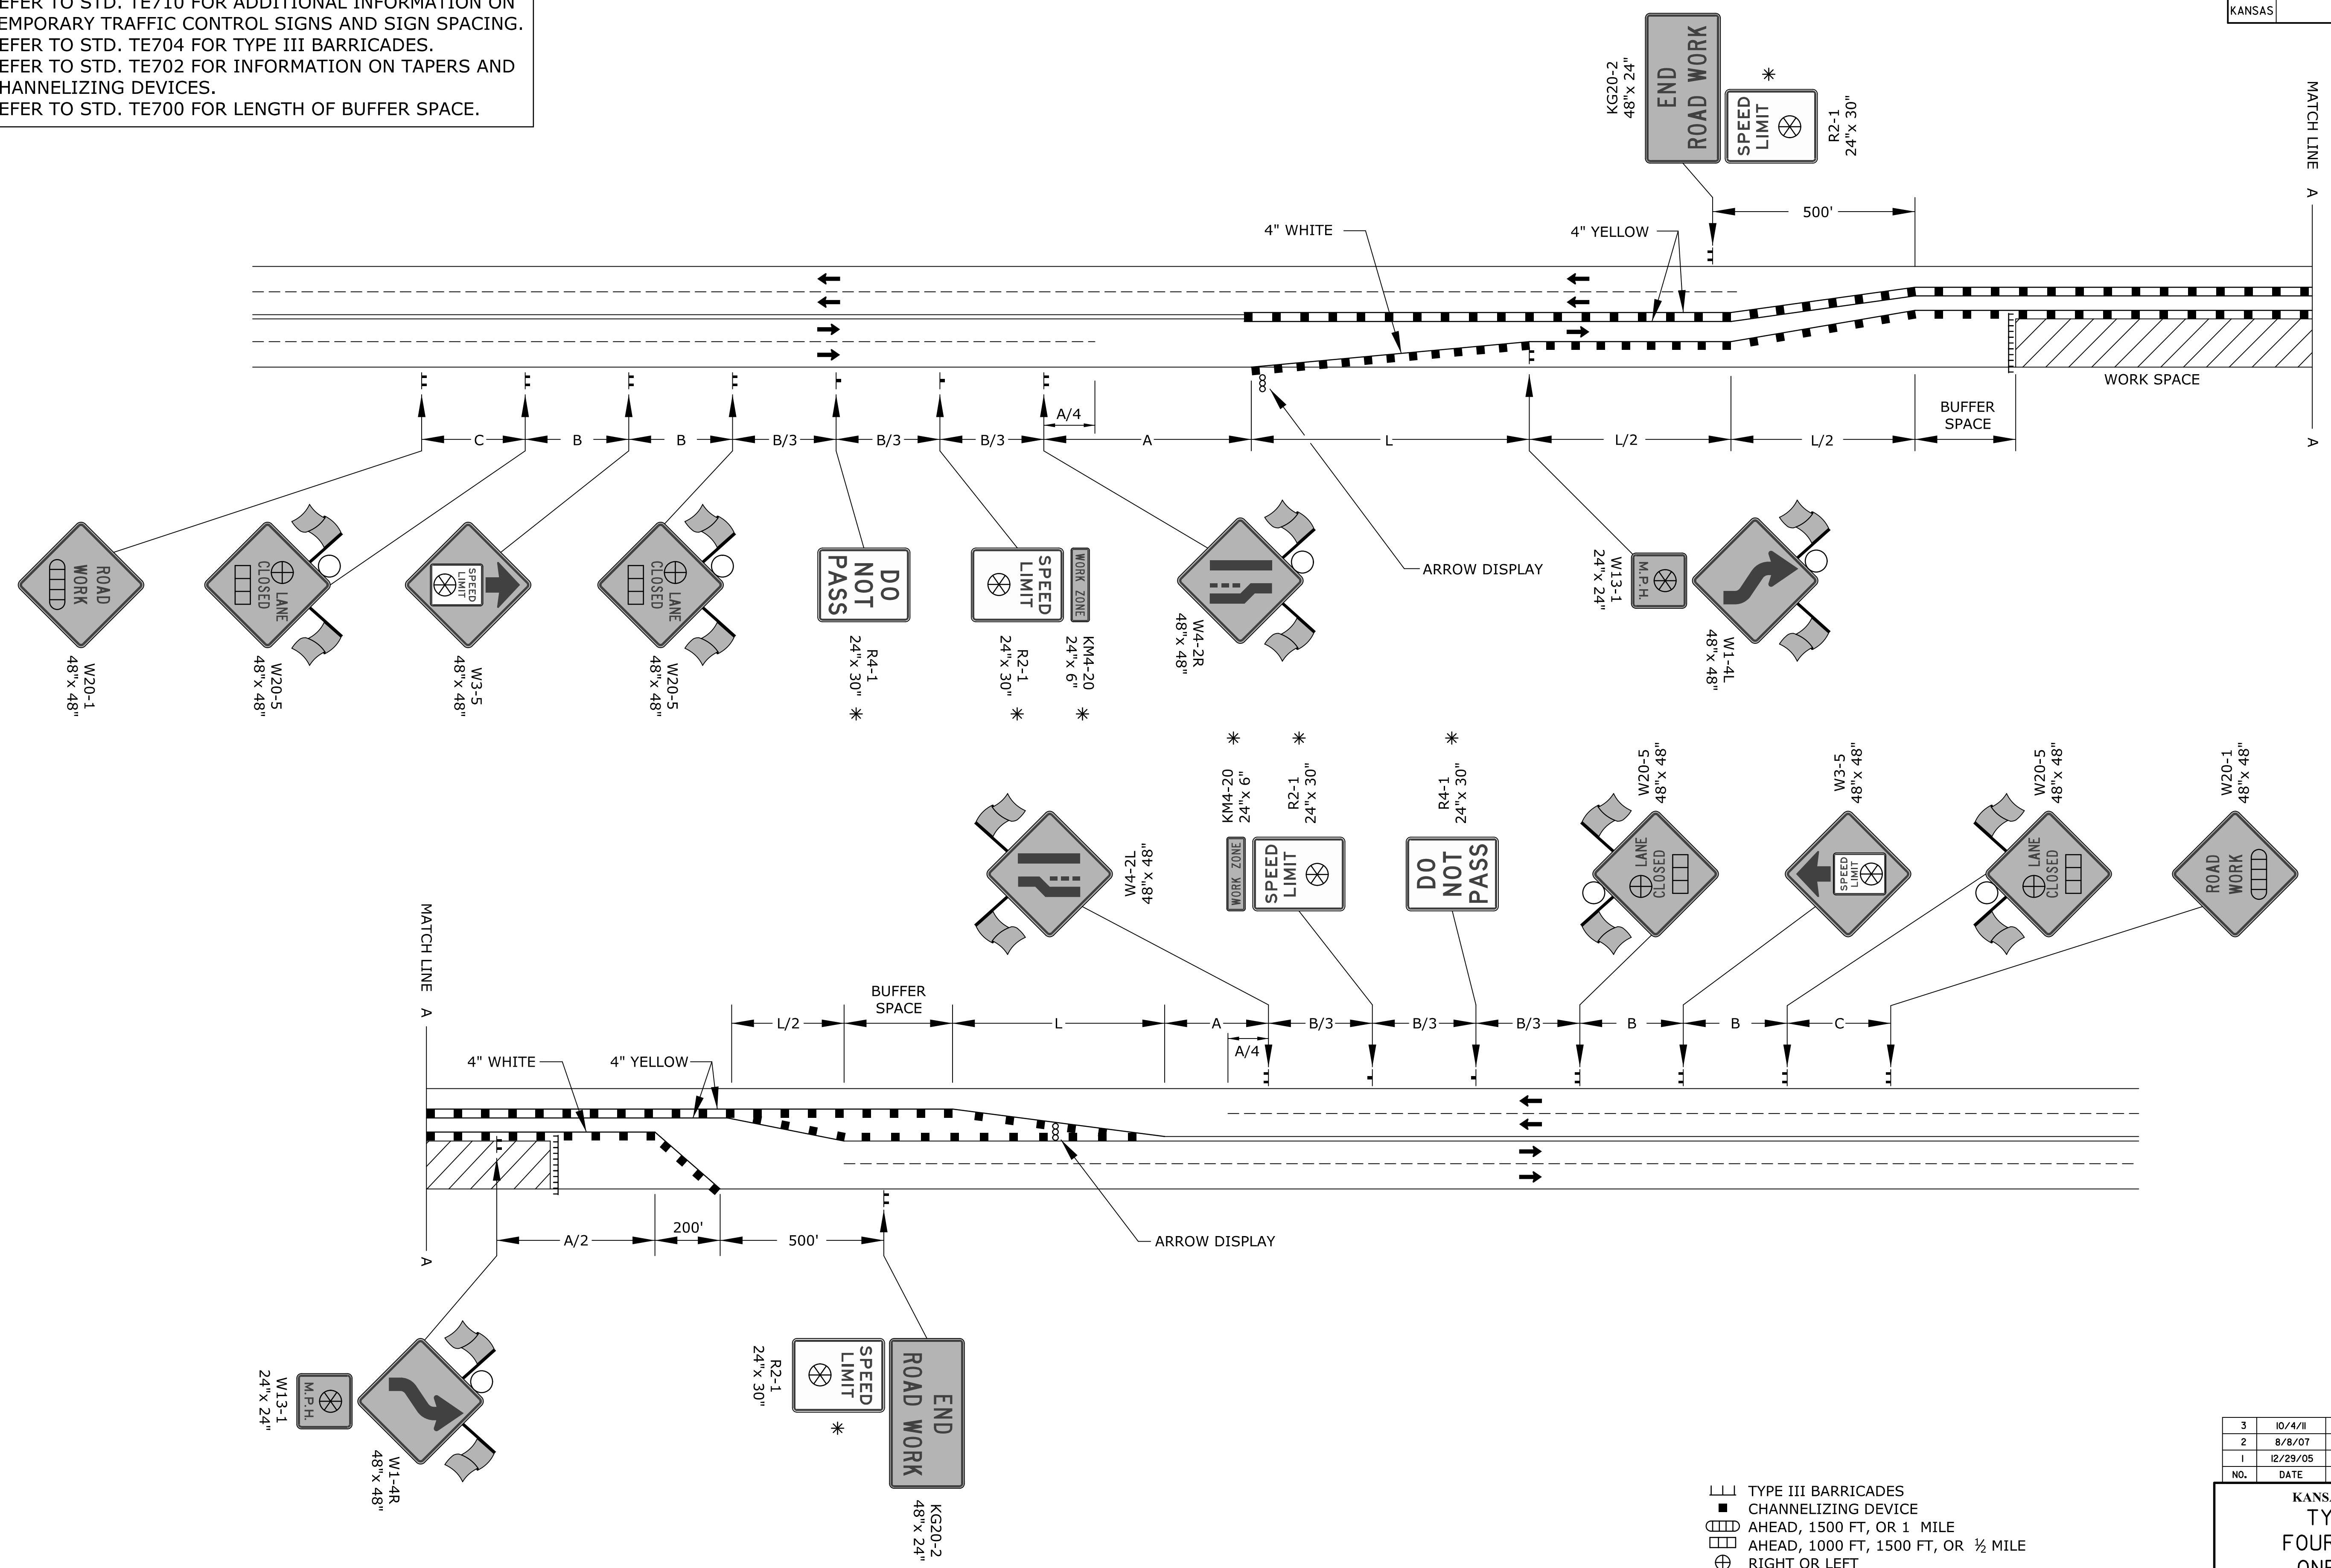 EFER TO STD. TE710 FOR ADDITIONAL INFORMATION ON
EMPORARY TRAFFIC CONTROL SIGNS AND SIGN SPACING.
EFER TO STD. TE704 FOR TYPE III BARRICADES.
EFER TO STD. TE702 FOR INFORMATION ON TAPERS AND
HANNELIZING DEVICES.
EFER TO STD. TE700 FOR LENGTH OF BUFFER SPACE.
KANSAS
KG20-2
48"x 24"
END
ROAD WORK
*
SPEED
LIMIT
R2-1
24"x 30"
MATCH LINE A
500'
4" WHITE
4" YELLOW
WORK SPACE
BUFFER
SPACE
A/4
C
B
B
B/3
B/3
B/3
A
L
L/2
L/2
A
ROAD
WORK
W20-1
48"x 48"
LANE
CLOSED
W20-5
48"x 48"
SPEED
LIMIT
W3-5
48"x 48"
LANE
CLOSED
W20-5
48"x 48"
DO
NOT
PASS
R4-1
24"x 30" *
SPEED
LIMIT
R2-1
24"x 30" *
WORK ZONE
KM4-20
24"x 6" *
W4-2R
48"x 48"
ARROW DISPLAY
W13-1
24"x 24"
M.P.H.
W1-4L
48"x 48"
W4-2L
48"x 48"
KM4-20 *
24"x 6"
WORK ZONE
R2-1 *
24"x 30"
SPEED
LIMIT
R4-1 *
24"x 30"
DO
NOT
PASS
W20-5
48"x 48"
LANE
CLOSED
W3-5
48"x 48"
SPEED
LIMIT
W20-5
48"x 48"
LANE
CLOSED
W20-1
48"x 48"
ROAD
WORK
MATCH LINE A
BUFFER
SPACE
L/2
L
A
B/3
B/3
B/3
B
B
C
A/4
4" WHITE
4" YELLOW
A/2
200'
500'
ARROW DISPLAY
A
W13-1
24"x 24"
M.P.H.
W1-4R
48"x 48"
R2-1
24"x 30"
SPEED
LIMIT
*
END
ROAD WORK
KG20-2
48"x 24"
TYPE III BARRICADES
CHANNELIZING DEVICE
AHEAD, 1500 FT, OR 1 MILE
AHEAD, 1000 FT, 1500 FT, OR ½ MILE
RIGHT OR LEFT
3 10/4/11
2 8/8/07
1 12/29/05
NO. DATE
KANS
TY
FOUR